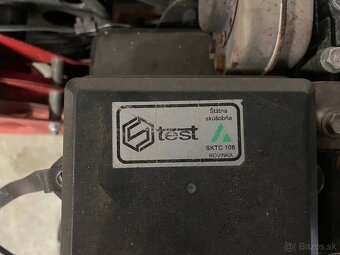 test
Štátna
skúšobňa
SKTC 106
ROVINKA
Bazos.sk